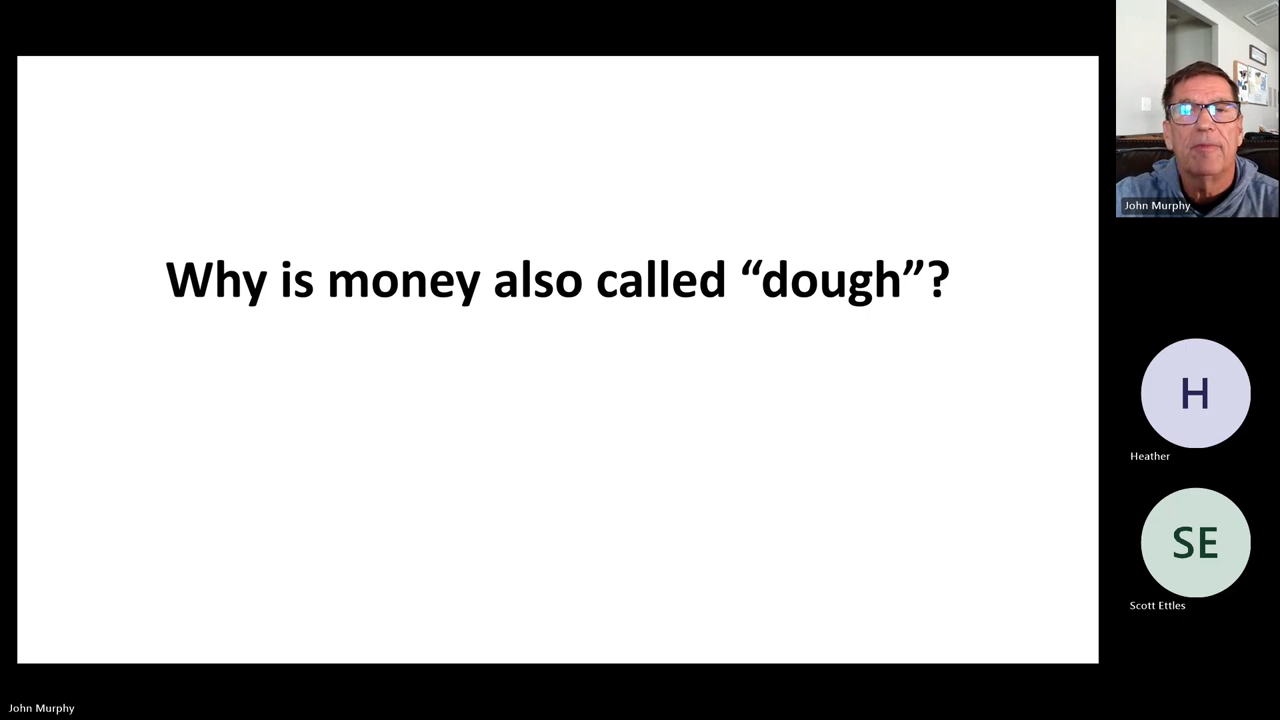 Why is money also called “dough”?
John Murphy
H
Heather
SE
Scott Ettles
John Murphy